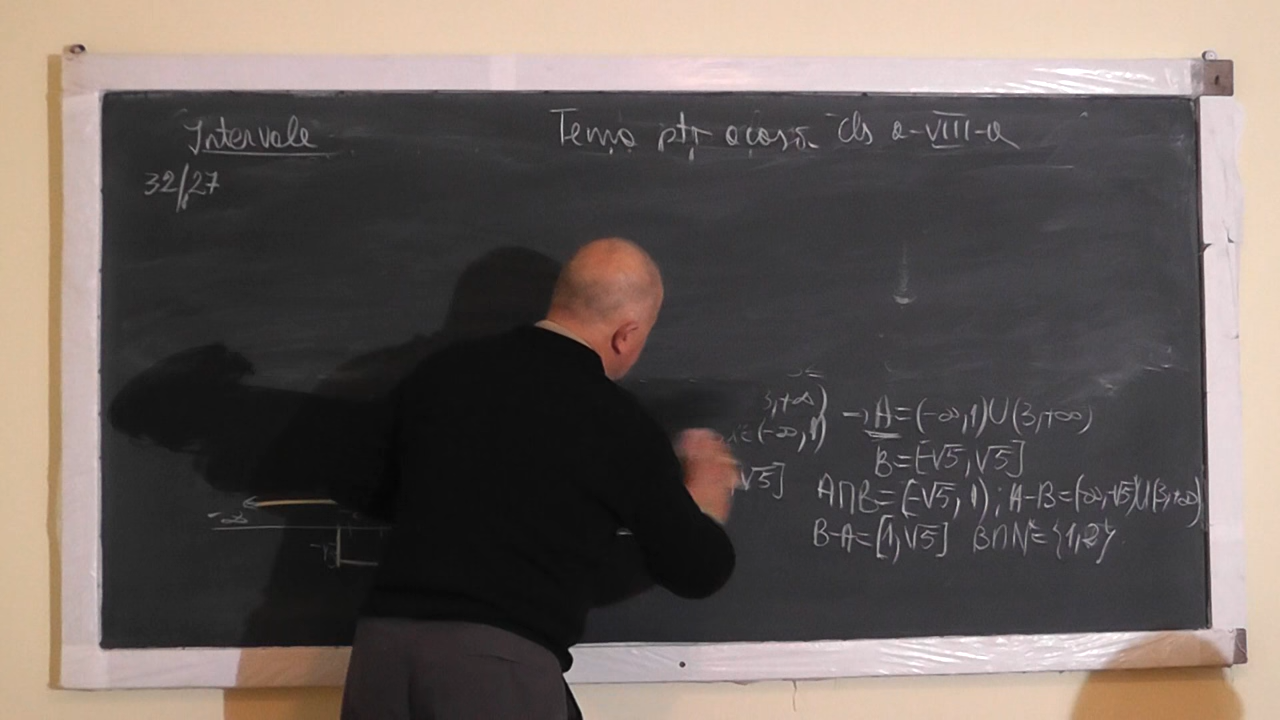 Intervale
Tema ptr acasă cls a-VIII-a
32/27
3,+∞) → A=(-∞,1)∪(3,+∞)
x∈(-∞,1) B=[-√5,√5]
√5] A∩B=[-√5,1); A-B=(-∞,-√5)∪(3,+∞)
B-A=[1,√5] B∩N*={1,2}
-∞